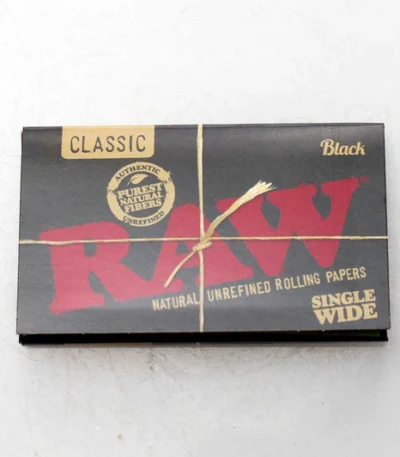 CLASSIC
Black
AUTHENTIC
PUREST
NATURAL
FIBERS
UNREFINED
RAW
NATURAL UNREFINED ROLLING PAPERS
SINGLE
WIDE